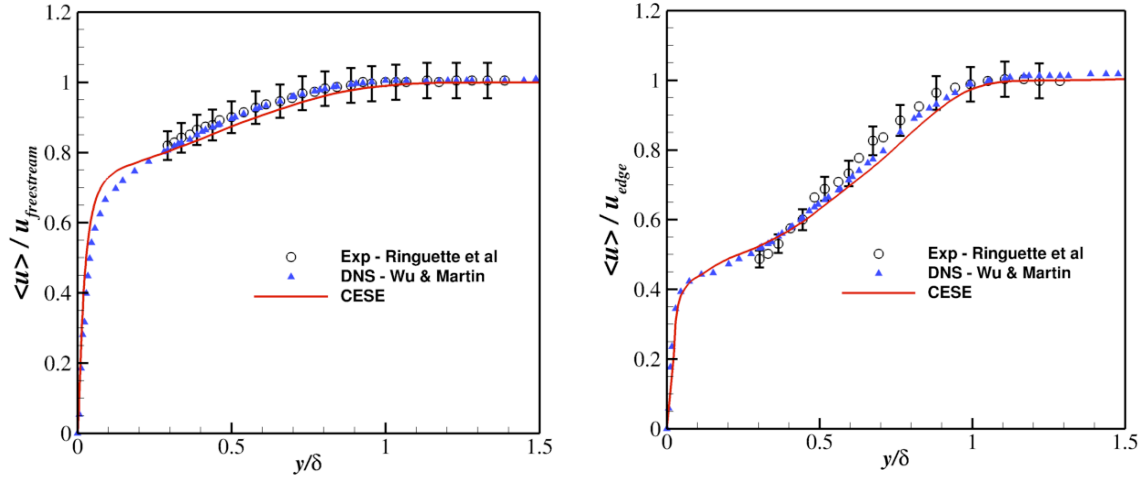 1.2
1
0.8
0.6
0.4
0.2
0
<u> / u_freestream
Exp - Ringuette et al
DNS - Wu & Martin
CESE
0
0.5
1
1.5
y/δ
1.2
1
0.8
0.6
0.4
0.2
0
<u> / u_edge
Exp - Ringuette et al
DNS - Wu & Martin
CESE
0
0.5
1
1.5
y/δ